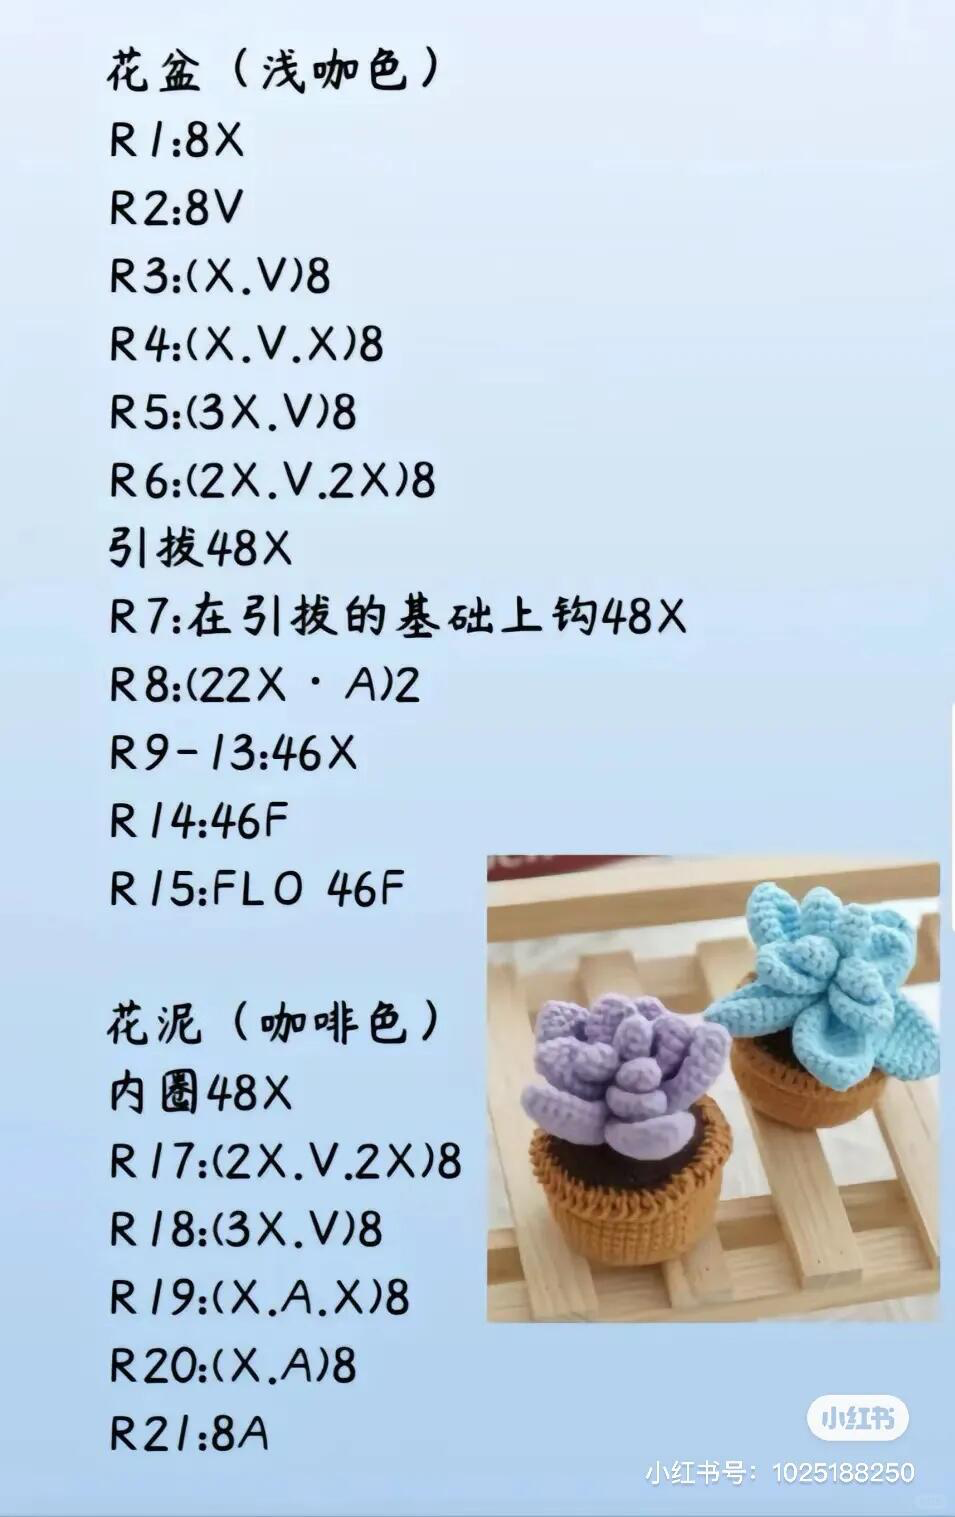 花盆（浅咖色）
R1:8X
R2:8V
R3:(X.V)8
R4:(X.V.X)8
R5:(3X.V)8
R6:(2X.V.2X)8
引拔48X
R7:在引拔的基础上钩48X
R8:(22X·A)2
R9-13:46X
R14:46F
R15:FLO 46F
花泥（咖啡色）
内圈48X
R17:(2X.V.2X)8
R18:(3X.V)8
R19:(X.A.X)8
R20:(X.A)8
R21:8A
小红书
小红书号：1025188250